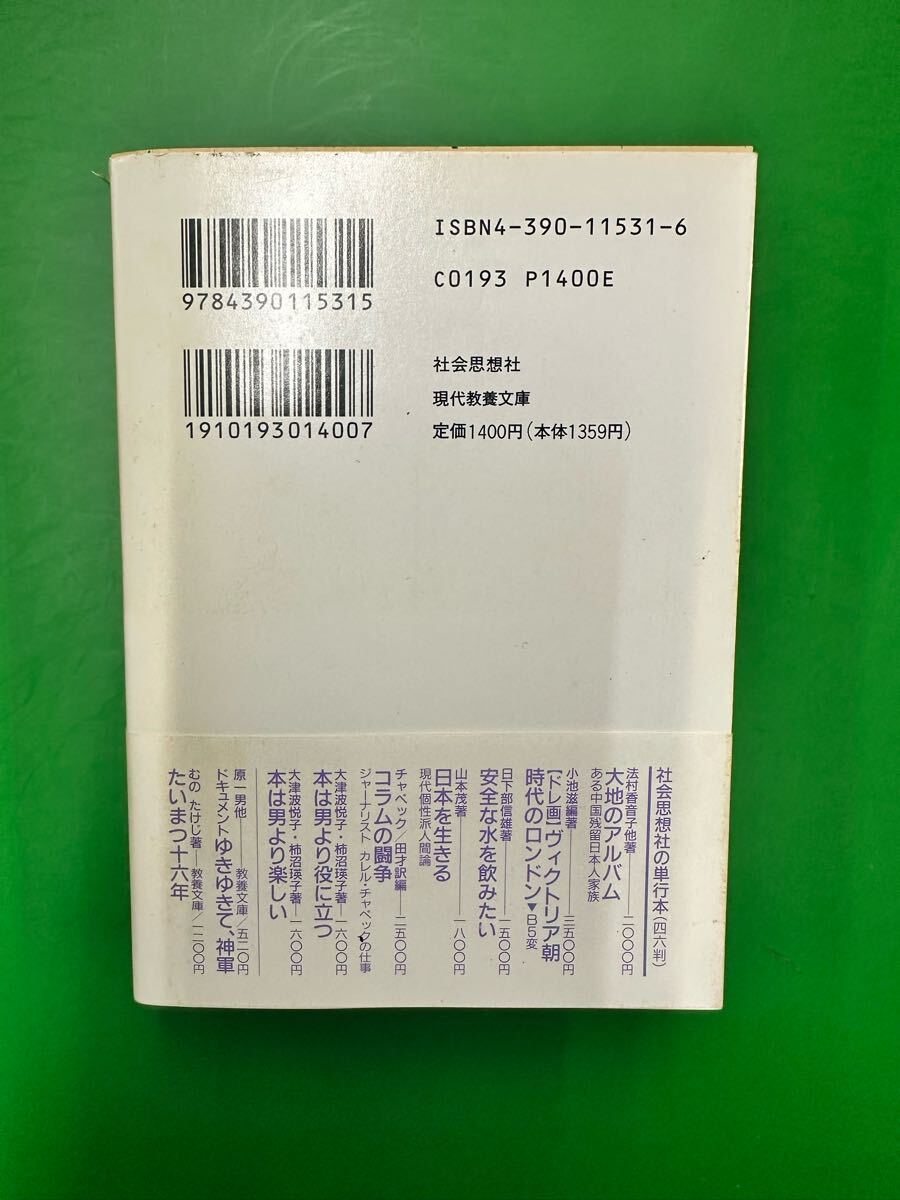 9784390115315
1910193014007
ISBN4-390-11531-6
C0193 P1400E
社会思想社
現代教養文庫
定価1400円(本体1359円)
社会思想社の単行本(四六判)
法村香音子他著――二〇〇〇円
大地のアルバム
ある中国残留日本人家族
小池滋編著――三五〇〇円
[ドレ画]ヴィクトリア朝
時代のロンドン▼B5変
日下部信雄著――一五〇〇円
安全な水を飲みたい
山本茂著――一八〇〇円
日本を生きる
現代個性派人間論
チャペック/田才訳編――二五〇〇円
コラムの闘争
ジャーナリスト カレル・チャペックの仕事
大津波悦子・柿沼瑛子著――一六〇〇円
本は男より役に立つ
大津波悦子・柿沼瑛子著――一六〇〇円
本は男より楽しい
原一男他――教養文庫/五二〇円
ドキュメントゆきゆきて、神軍
むの たけじ著――教養文庫/一二〇〇円
たいまつ十六年